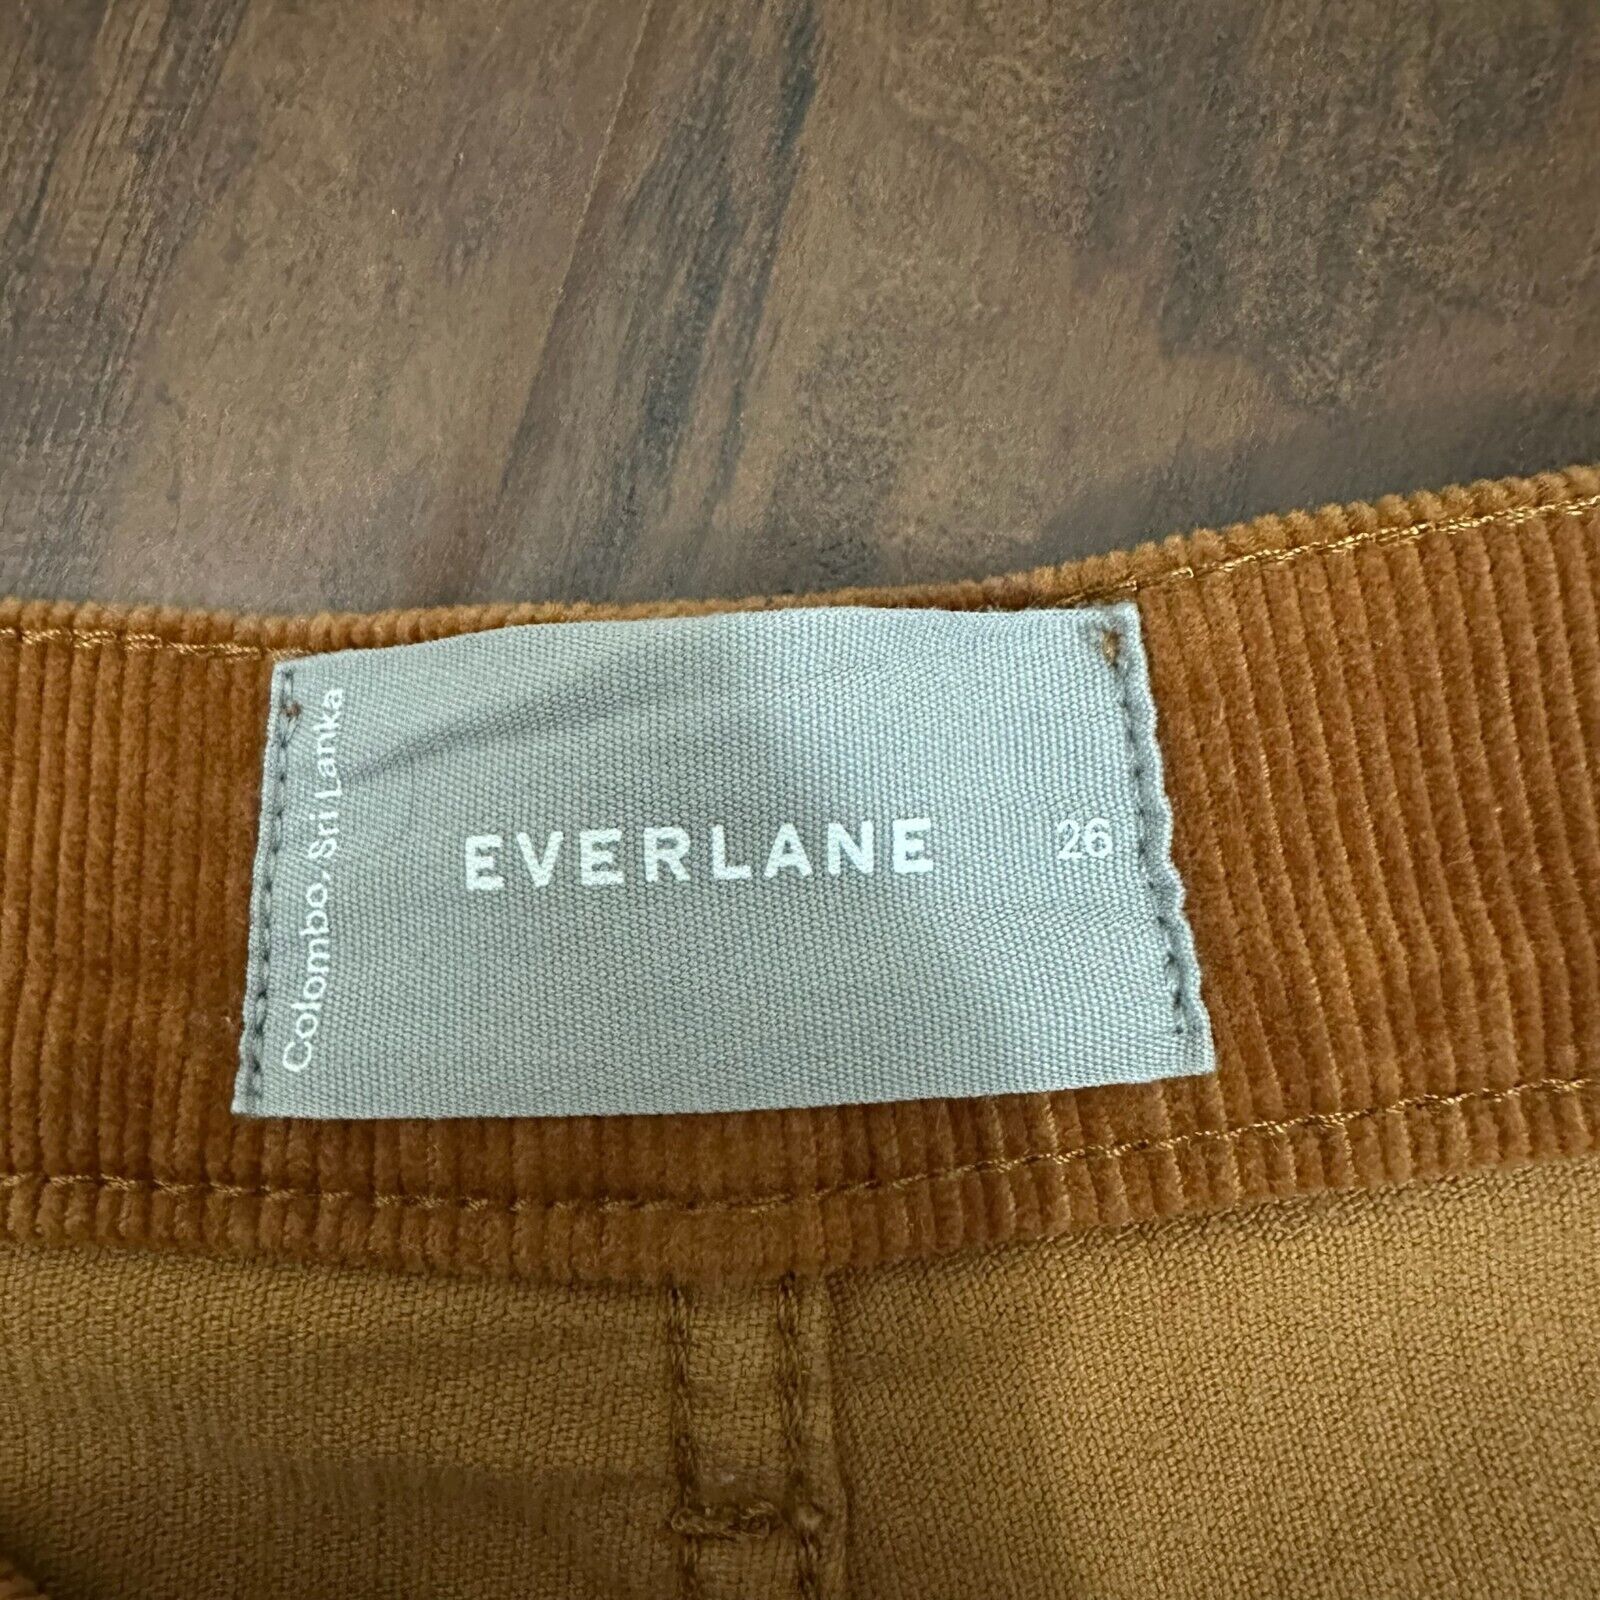 Colombo, Sri Lanka
EVERLANE
26